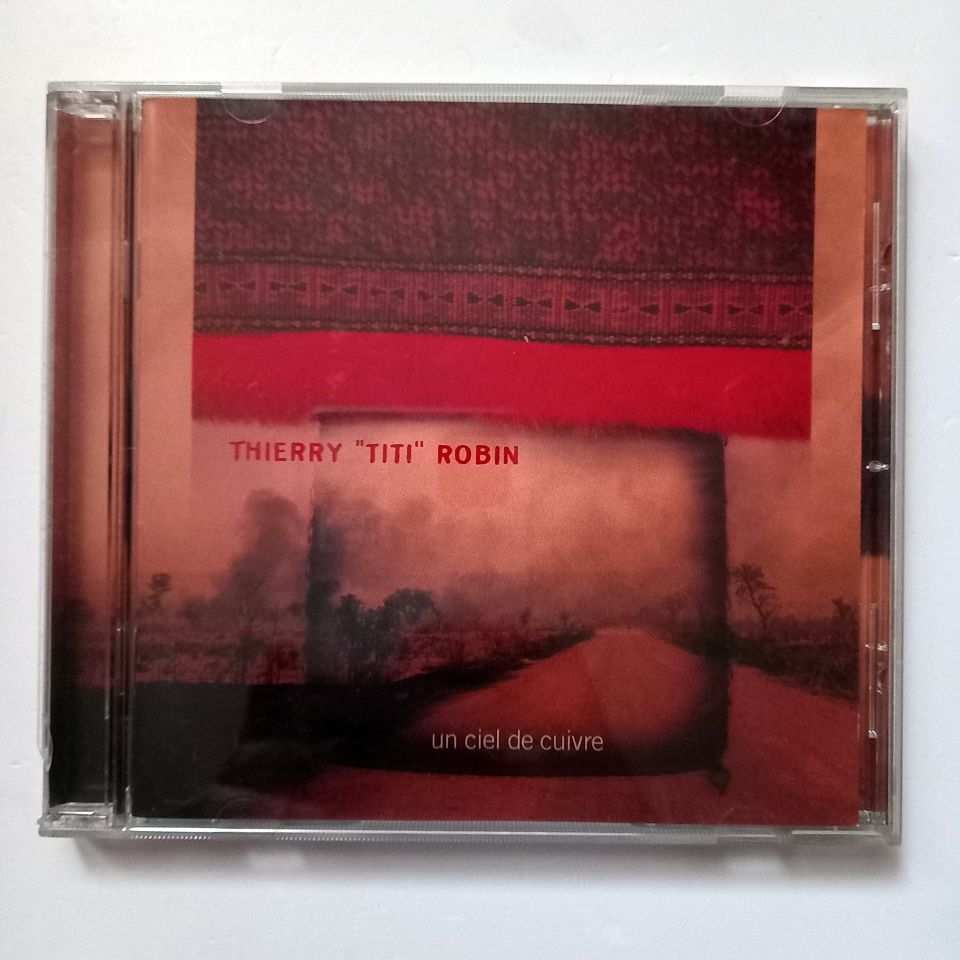 THIERRY "TITI" ROBIN
un ciel de cuivre